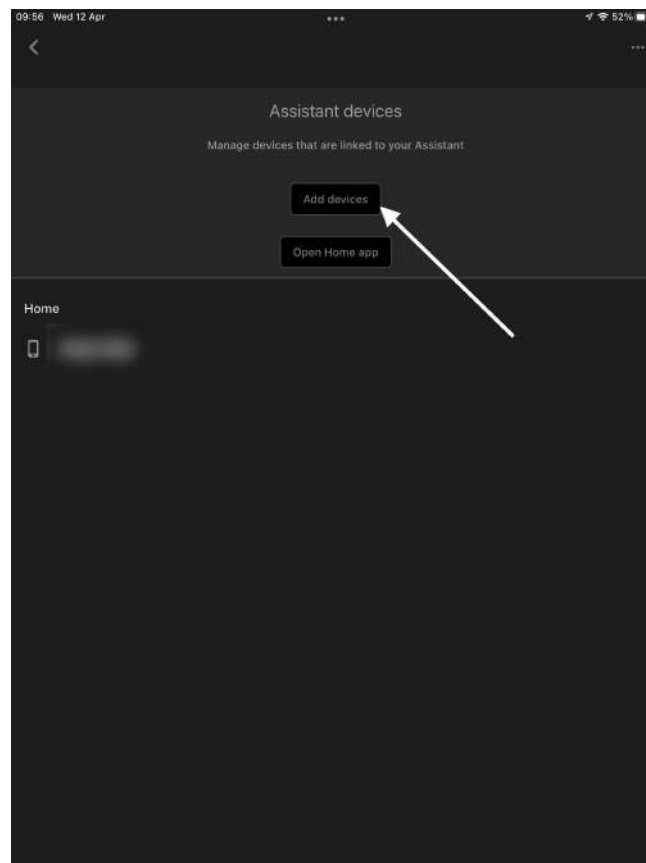 09:56 Wed 12 Apr
52%
Assistant devices
Manage devices that are linked to your Assistant
Add devices
Open Home app
Home